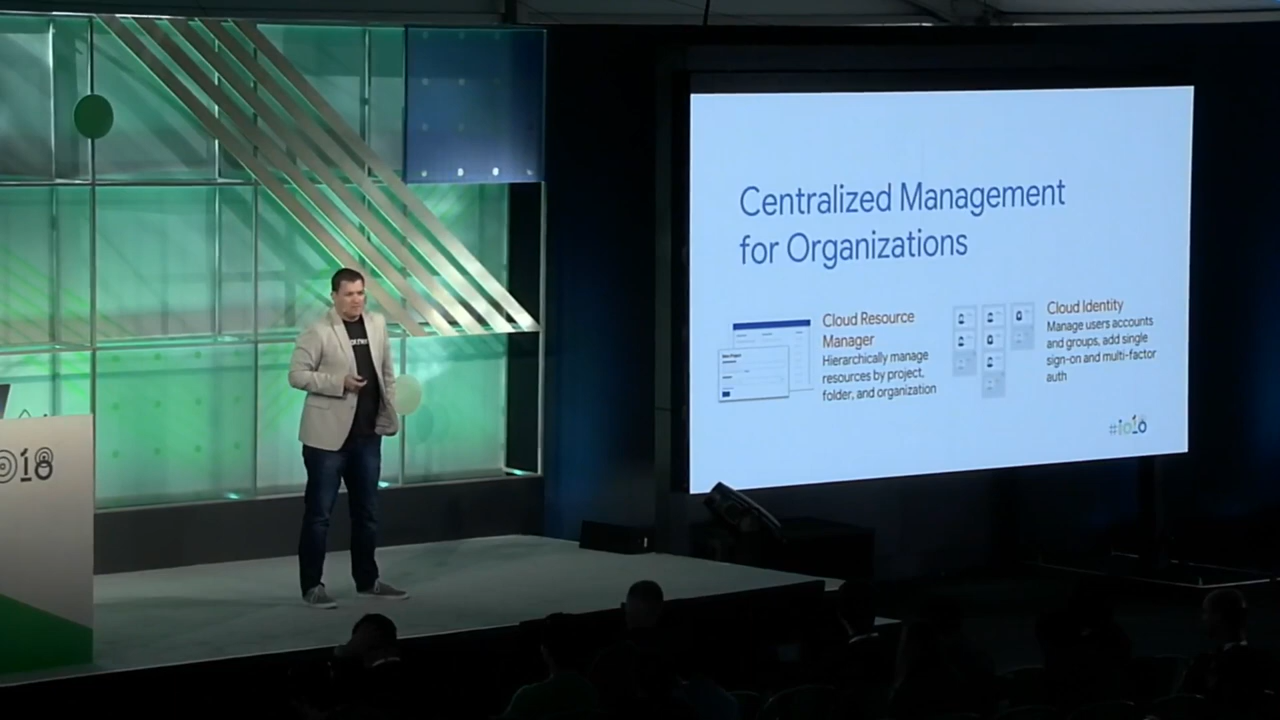 Centralized Management
for Organizations
Cloud Resource
Manager
Hierarchically manage
resources by project,
folder, and organization
Cloud Identity
Manage users accounts
and groups, add single
sign-on and multi-factor
auth
#io18
018